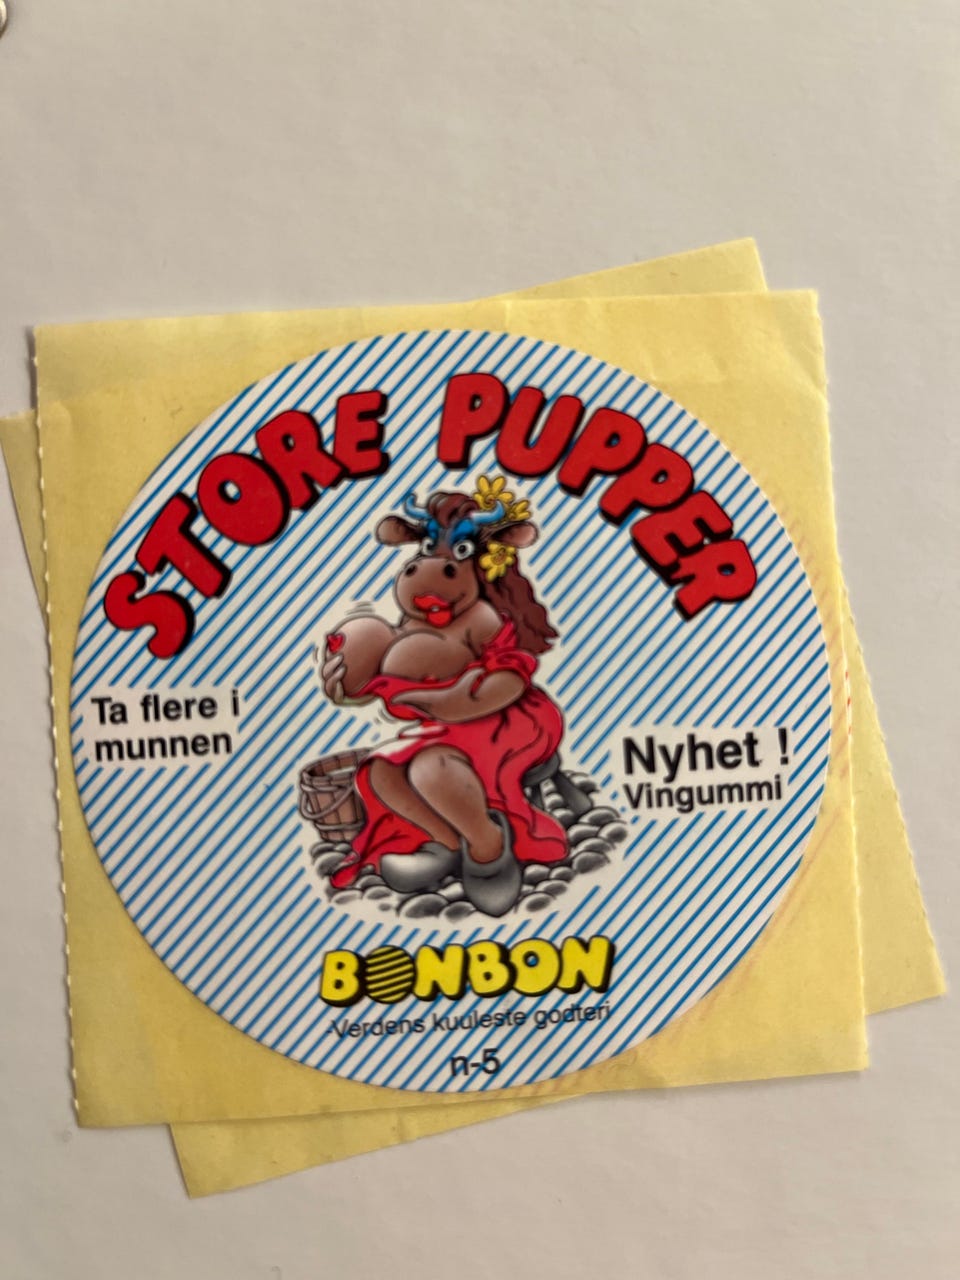 STORE PUPPER
Ta flere i
munnen
Nyhet !
Vingummi
BONBON
-Verdens kuuleste godteri
n-5